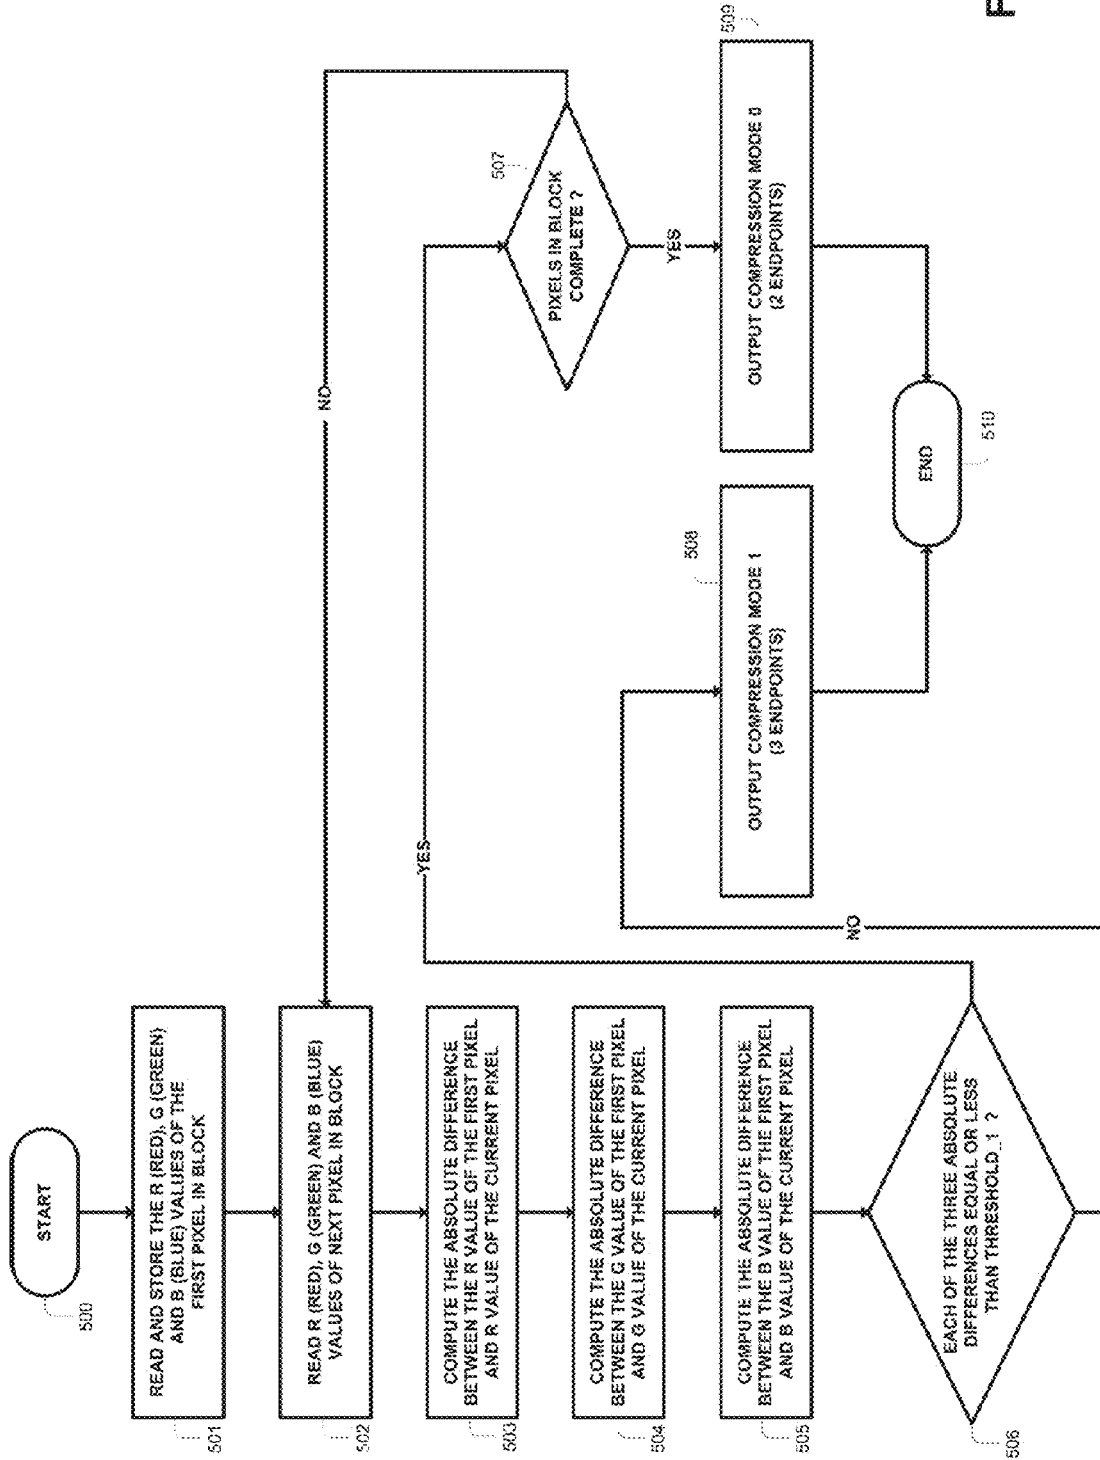 START
500
READ AND STORE THE R (RED), G (GREEN)
AND B (BLUE) VALUES OF THE
FIRST PIXEL IN BLOCK
501
READ R (RED), G (GREEN) AND B (BLUE)
VALUES OF NEXT PIXEL IN BLOCK
502
COMPUTE THE ABSOLUTE DIFFERENCE
BETWEEN THE R VALUE OF THE FIRST PIXEL
AND R VALUE OF THE CURRENT PIXEL
503
COMPUTE THE ABSOLUTE DIFFERENCE
BETWEEN THE G VALUE OF THE FIRST PIXEL
AND G VALUE OF THE CURRENT PIXEL
504
COMPUTE THE ABSOLUTE DIFFERENCE
BETWEEN THE B VALUE OF THE FIRST PIXEL
AND B VALUE OF THE CURRENT PIXEL
505
EACH OF THE THREE ABSOLUTE
DIFFERENCES EQUAL OR LESS
THAN THRESHOLD_1 ?
506
YES
NO
NO
PIXELS IN BLOCK
COMPLETE ?
507
YES
OUTPUT COMPRESSION MODE 1
(3 ENDPOINTS)
508
OUTPUT COMPRESSION MODE 0
(2 ENDPOINTS)
509
END
510